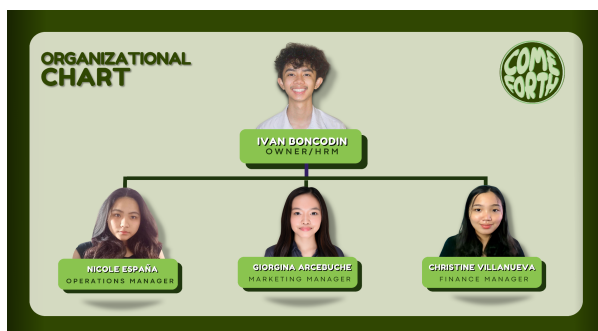 ORGANIZATIONAL
CHART
COME
FORTH
IVAN BONCODIN
OWNER/HRM
NICOLE ESPAÑA
OPERATIONS MANAGER
GIORGINA ARCEBUCHE
MARKETING MANAGER
CHRISTINE VILLANUEVA
FINANCE MANAGER